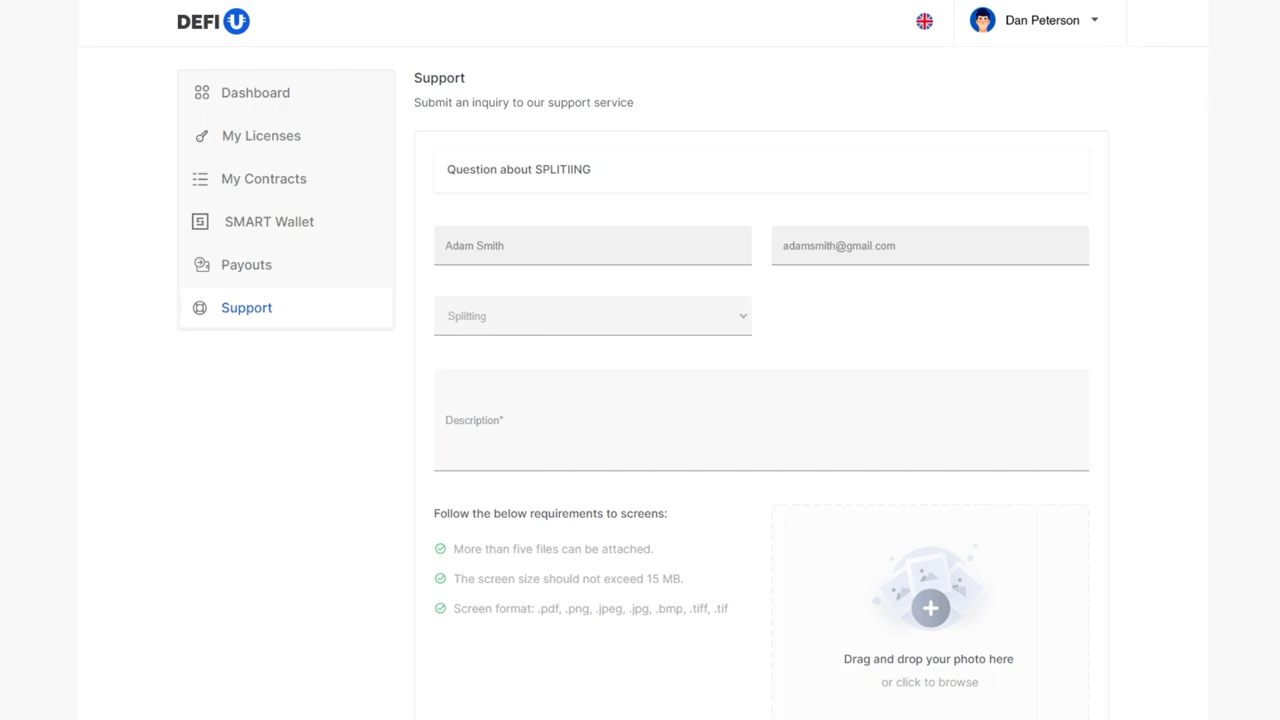 DEFI U
Dan Peterson
Dashboard
My Licenses
My Contracts
SMART Wallet
Payouts
Support
Support
Submit an inquiry to our support service
Question about SPLITIING
Adam Smith
adamsmith@gmail.com
Splitting
Description*
Follow the below requirements to screens:
More than five files can be attached.
The screen size should not exceed 15 MB.
Screen format: .pdf, .png, .jpeg, .jpg, .bmp, .tiff, .tif
Drag and drop your photo here
or click to browse